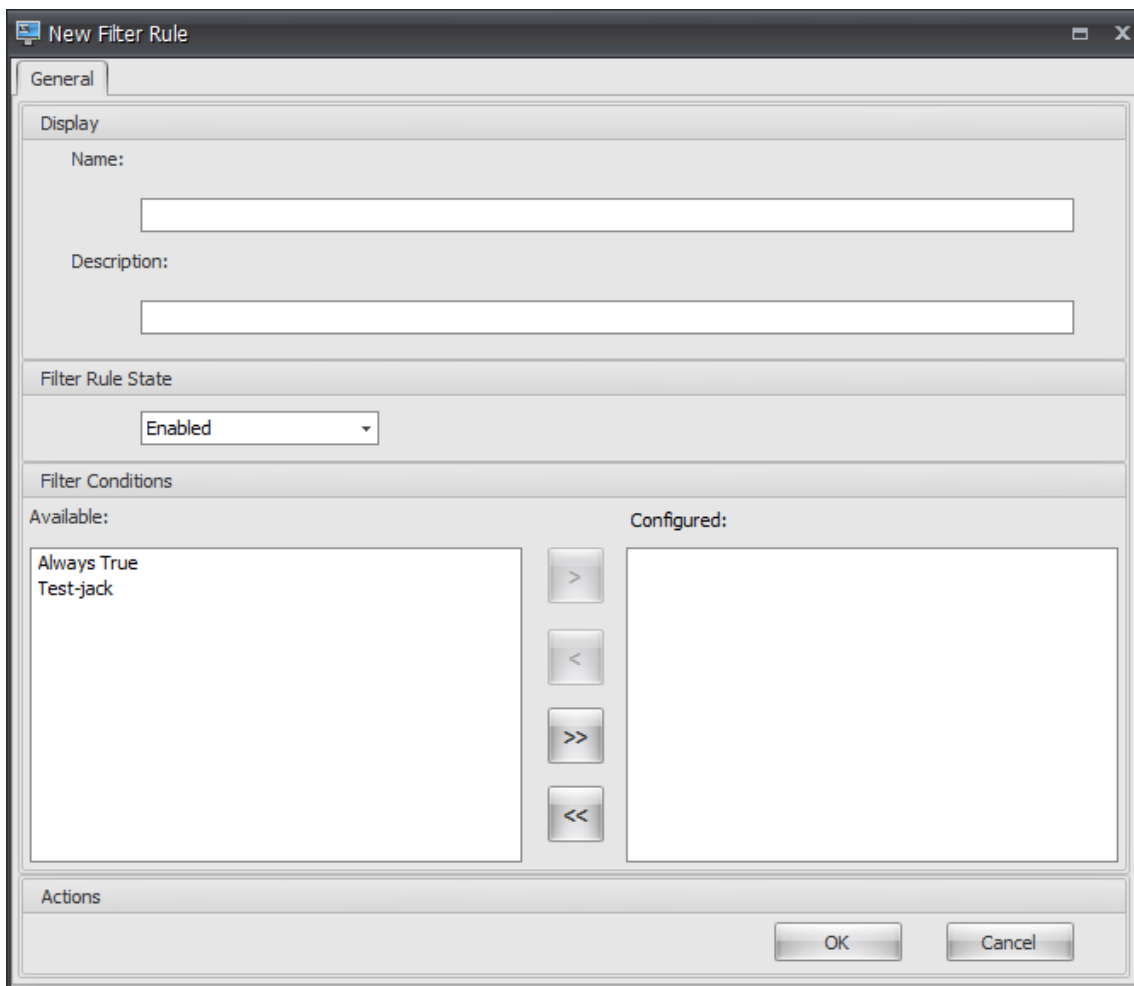 New Filter Rule
General
Display
Name:
Description:
Filter Rule State
Enabled
Filter Conditions
Available:
Configured:
Always True
Test-jack
>
<
>>
<<
Actions
OK
Cancel